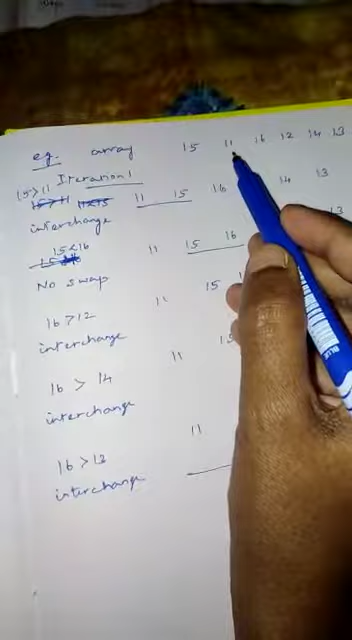 eg. array 15 11 16 12 14 13
15>11 Iteration 1
11 15 16 14 13
interchange
15<16 11 15 16
No swap
11 15
16>12
interchange
11 15
16 > 14
interchange
11
16 > 13
interchange
BLUE